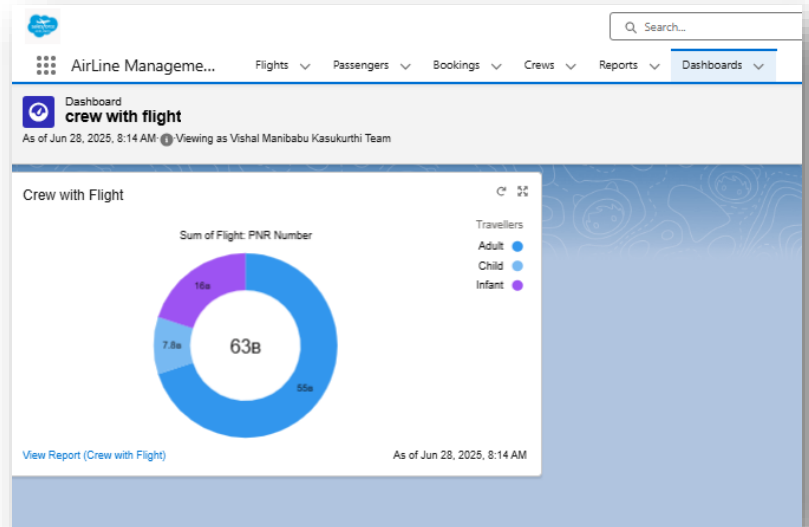 Search...
AirLine Manageme... Flights Passengers Bookings Crews Reports Dashboards
Dashboard
crew with flight
As of Jun 28, 2025, 8:14 AM·Viewing as Vishal Manibabu Kasukurthi Team
Crew with Flight
Sum of Flight: PNR Number
Travellers
Adult
Child
Infant
16B
7.8B
63B
55B
View Report (Crew with Flight) As of Jun 28, 2025, 8:14 AM